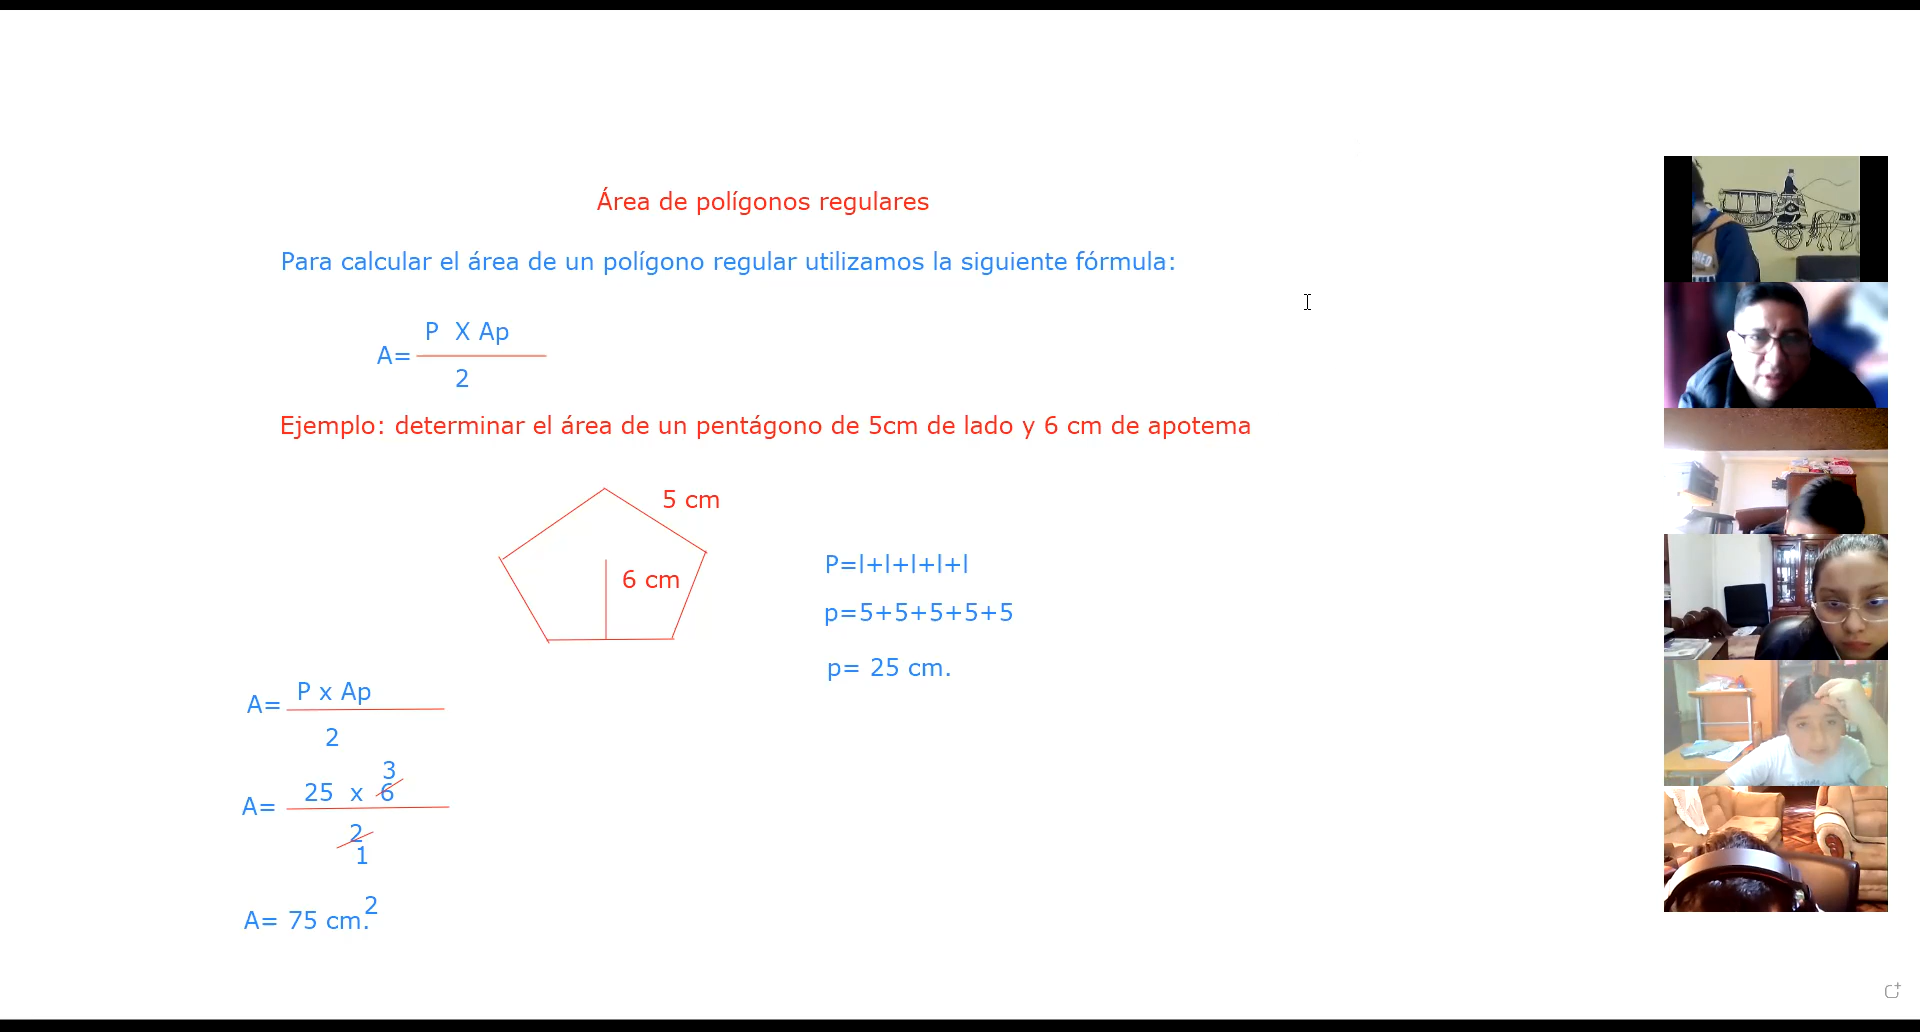 Área de polígonos regulares
Para calcular el área de un polígono regular utilizamos la siguiente fórmula:
P X Ap
A=
2
Ejemplo: determinar el área de un pentágono de 5cm de lado y 6 cm de apotema
5 cm
6 cm
P=l+l+l+l+l
p=5+5+5+5+5
p= 25 cm.
P x Ap
A=
2
3
25 x 6
A=
2
1
A= 75 cm.2